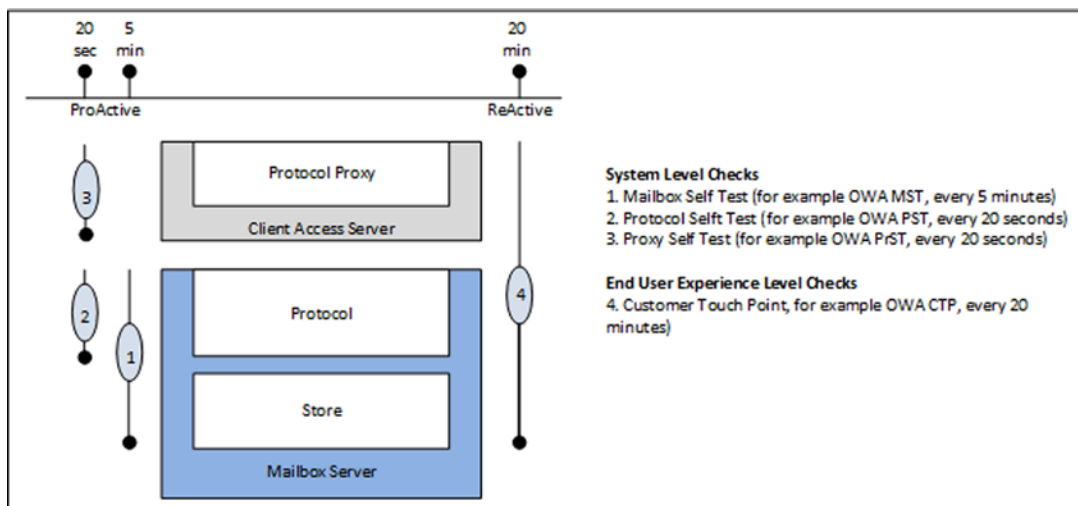 20
sec
5
min
20
min
ProActive
ReActive
3
Protocol Proxy
Client Access Server
2
1
Protocol
Store
Mailbox Server
4
System Level Checks
1. Mailbox Self Test (for example OWA MST, every 5 minutes)
2. Protocol Selft Test (for example OWA PST, every 20 seconds)
3. Proxy Self Test (for example OWA PrST, every 20 seconds)
End User Experience Level Checks
4. Customer Touch Point, for example OWA CTP, every 20
minutes)